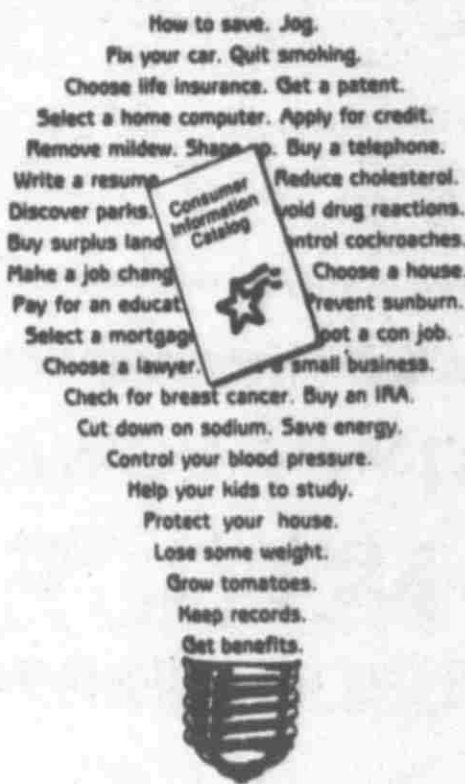 How to save. Jog.
Fix your car. Quit smoking.
Choose life insurance. Get a patent.
Select a home computer. Apply for credit.
Remove mildew. Shape up. Buy a telephone.
Write a resume. Reduce cholesterol.
Discover parks. void drug reactions.
Buy surplus land ntrol cockroaches.
Make a job chang Choose a house.
Pay for an educat Prevent sunburn.
Select a mortgag pot a con job.
Choose a lawyer. a small business.
Check for breast cancer. Buy an IRA.
Cut down on sodium. Save energy.
Control your blood pressure.
Help your kids to study.
Protect your house.
Lose some weight.
Grow tomatoes.
Keep records.
Get benefits.
Consumer
Information
Catalog